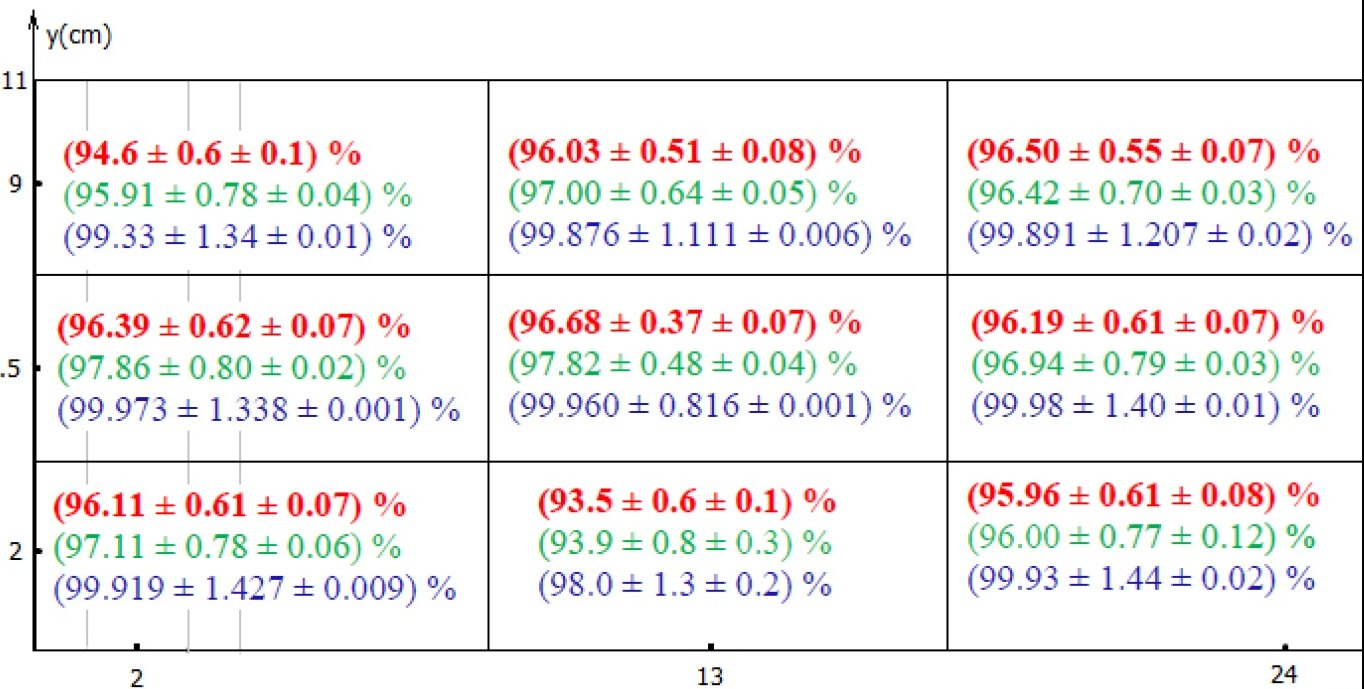 y(cm)
11
(94.6 ± 0.6 ± 0.1) %
(95.91 ± 0.78 ± 0.04) %
(99.33 ± 1.34 ± 0.01) %
(96.03 ± 0.51 ± 0.08) %
(97.00 ± 0.64 ± 0.05) %
(99.876 ± 1.111 ± 0.006) %
(96.50 ± 0.55 ± 0.07) %
(96.42 ± 0.70 ± 0.03) %
(99.891 ± 1.207 ± 0.02) %
9
(96.39 ± 0.62 ± 0.07) %
(97.86 ± 0.80 ± 0.02) %
(99.973 ± 1.338 ± 0.001) %
(96.68 ± 0.37 ± 0.07) %
(97.82 ± 0.48 ± 0.04) %
(99.960 ± 0.816 ± 0.001) %
(96.19 ± 0.61 ± 0.07) %
(96.94 ± 0.79 ± 0.03) %
(99.98 ± 1.40 ± 0.01) %
.5
(96.11 ± 0.61 ± 0.07) %
(97.11 ± 0.78 ± 0.06) %
(99.919 ± 1.427 ± 0.009) %
(93.5 ± 0.6 ± 0.1) %
(93.9 ± 0.8 ± 0.3) %
(98.0 ± 1.3 ± 0.2) %
(95.96 ± 0.61 ± 0.08) %
(96.00 ± 0.77 ± 0.12) %
(99.93 ± 1.44 ± 0.02) %
2
2
13
24